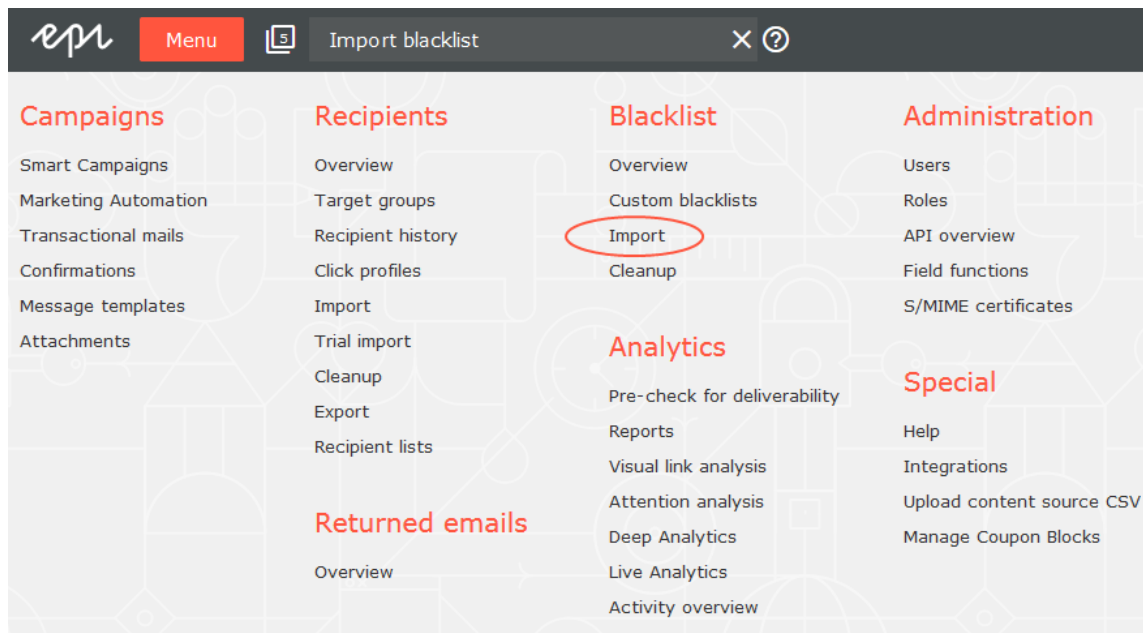 epi
Menu
5
Import blacklist
Campaigns
Smart Campaigns
Marketing Automation
Transactional mails
Confirmations
Message templates
Attachments
Recipients
Overview
Target groups
Recipient history
Click profiles
Import
Trial import
Cleanup
Export
Recipient lists
Returned emails
Overview
Blacklist
Overview
Custom blacklists
Import
Cleanup
Analytics
Pre-check for deliverability
Reports
Visual link analysis
Attention analysis
Deep Analytics
Live Analytics
Activity overview
Administration
Users
Roles
API overview
Field functions
S/MIME certificates
Special
Help
Integrations
Upload content source CSV
Manage Coupon Blocks